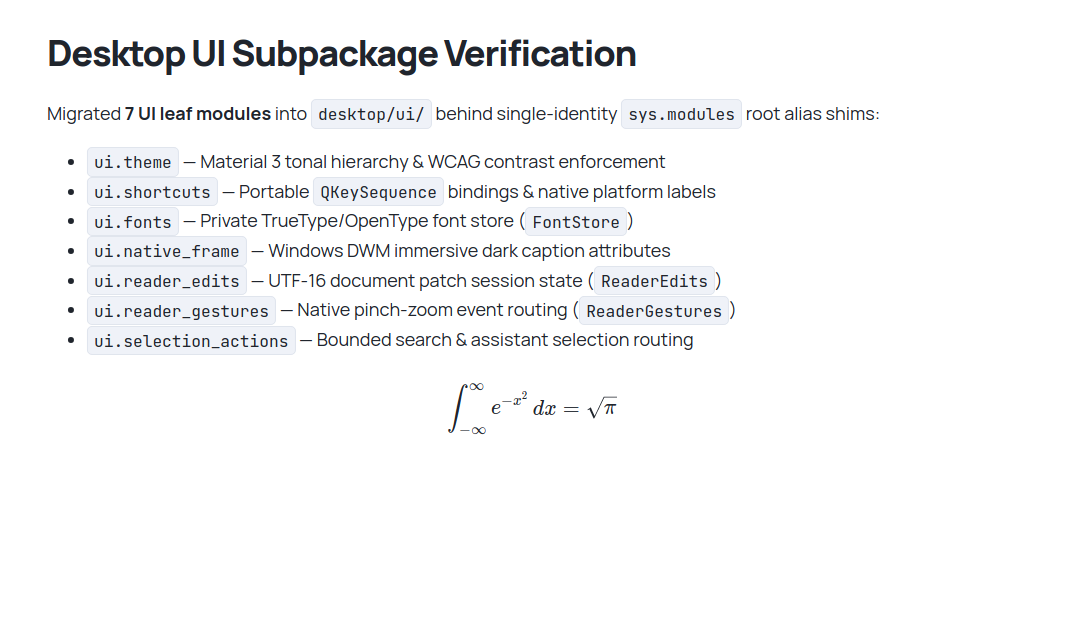 Desktop UI Subpackage Verification
Migrated 7 UI leaf modules into desktop/ui/ behind single-identity sys.modules root alias shims:
• ui.theme — Material 3 tonal hierarchy & WCAG contrast enforcement
• ui.shortcuts — Portable QKeySequence bindings & native platform labels
• ui.fonts — Private TrueType/OpenType font store (FontStore)
• ui.native_frame — Windows DWM immersive dark caption attributes
• ui.reader_edits — UTF-16 document patch session state (ReaderEdits)
• ui.reader_gestures — Native pinch-zoom event routing (ReaderGestures)
• ui.selection_actions — Bounded search & assistant selection routing
∫_{−∞}^{∞} e^{−x^2} dx = √π